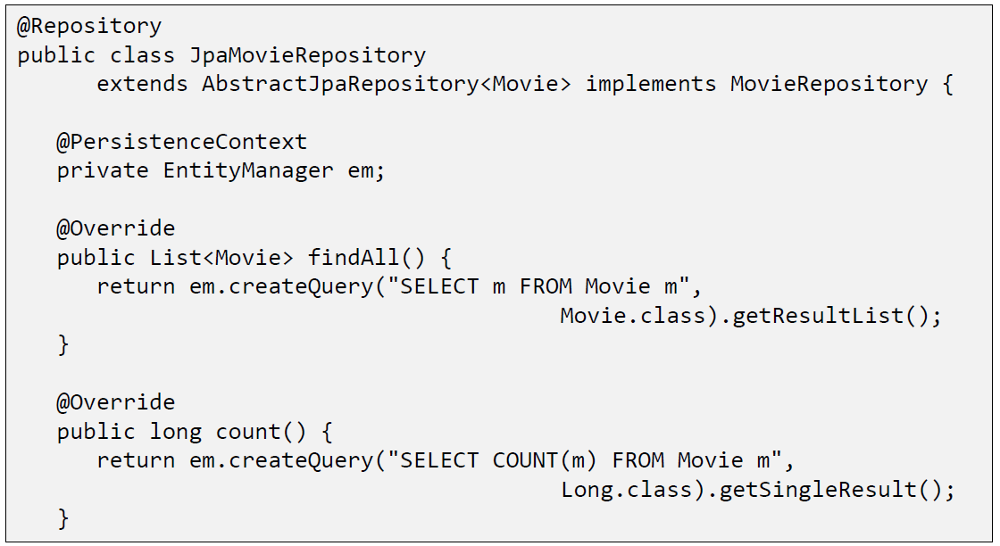 @Repository
public class JpaMovieRepository
      extends AbstractJpaRepository<Movie> implements MovieRepository {

   @PersistenceContext
   private EntityManager em;

   @Override
   public List<Movie> findAll() {
      return em.createQuery("SELECT m FROM Movie m",
                                         Movie.class).getResultList();
   }

   @Override
   public long count() {
      return em.createQuery("SELECT COUNT(m) FROM Movie m",
                                         Long.class).getSingleResult();
   }